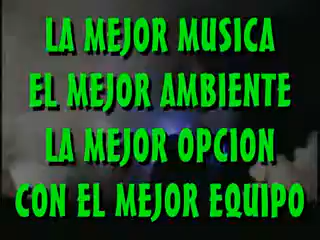 LA MEJOR MUSICA
EL MEJOR AMBIENTE
LA MEJOR OPCION
CON EL MEJOR EQUIPO